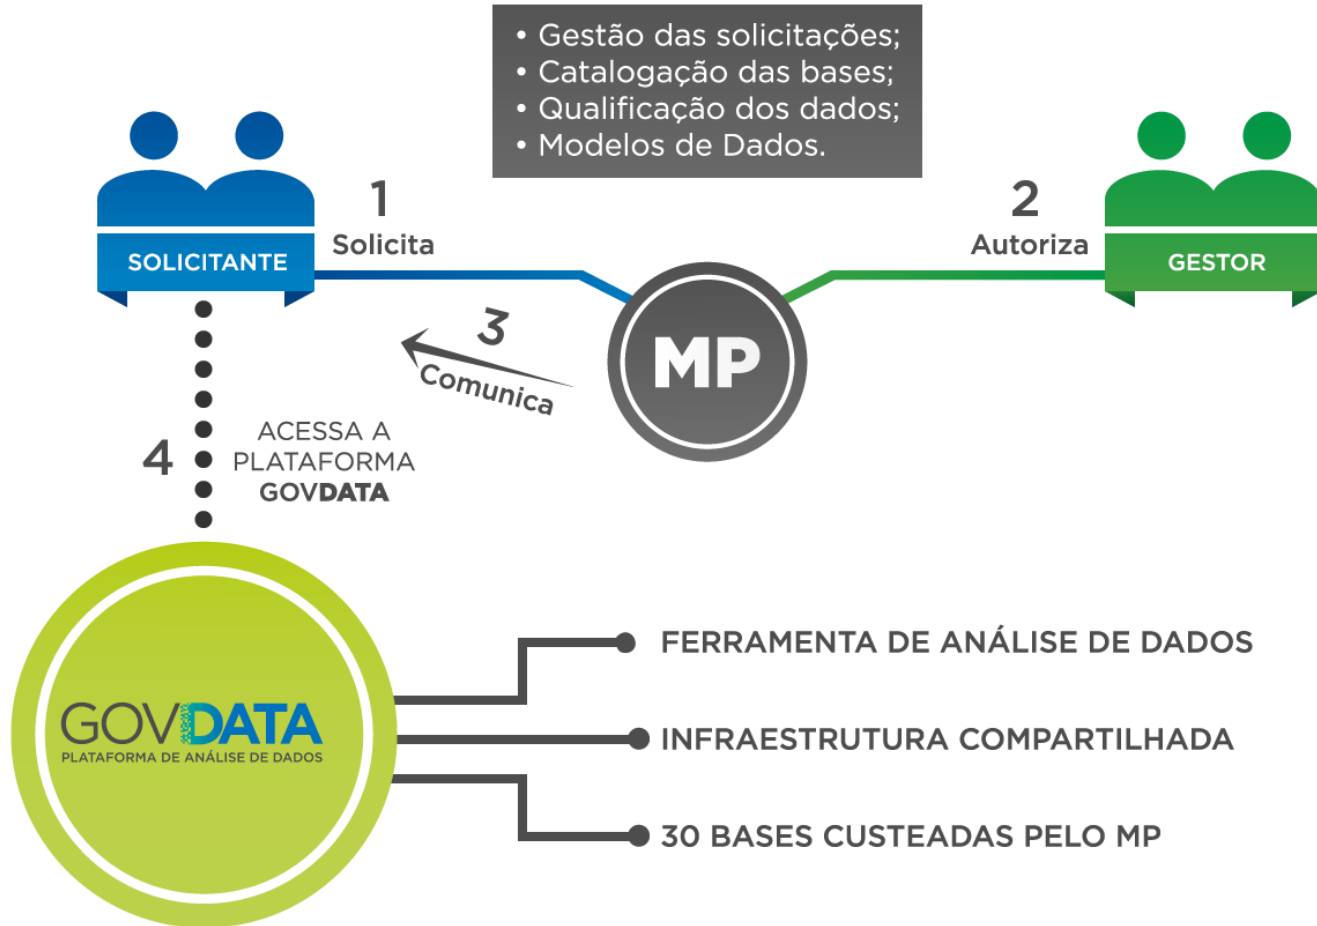 • Gestão das solicitações;
• Catalogação das bases;
• Qualificação dos dados;
• Modelos de Dados.
1
Solicita
2
Autoriza
SOLICITANTE
GESTOR
MP
3
Comunica
4
ACESSA A
PLATAFORMA
GOVDATA
GOVDATA
PLATAFORMA DE ANÁLISE DE DADOS
FERRAMENTA DE ANÁLISE DE DADOS
INFRAESTRUTURA COMPARTILHADA
30 BASES CUSTEADAS PELO MP